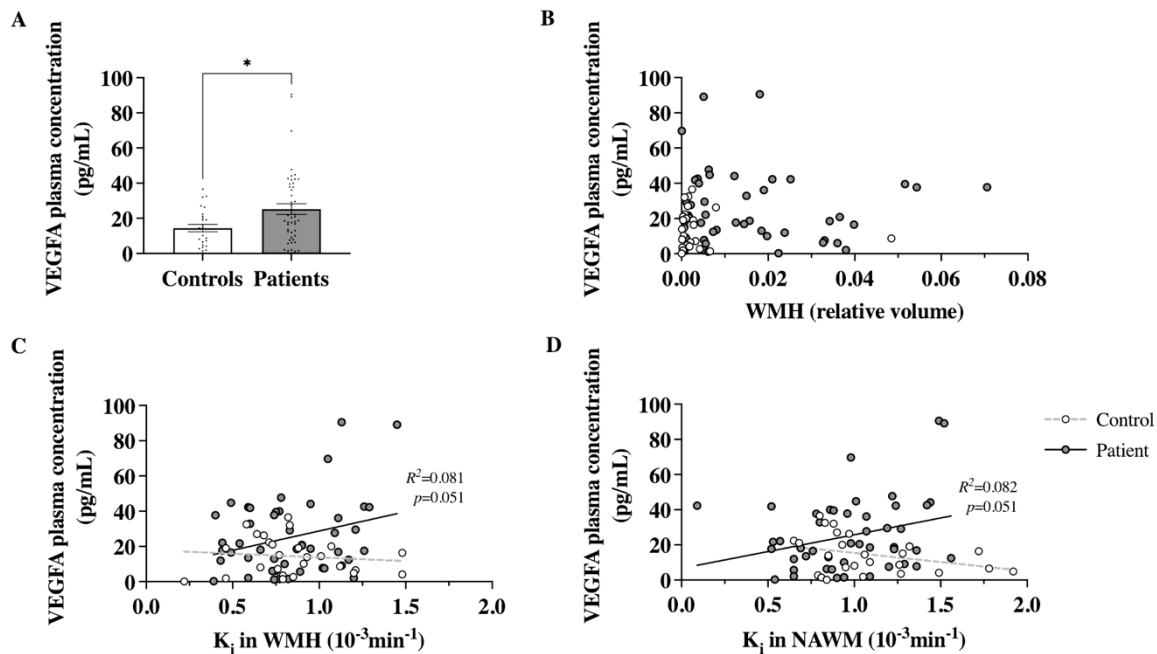 A
VEGFA plasma concentration
(pg/mL)
100
80
60
40
20
0
*
Controls
Patients
B
VEGFA plasma concentration
(pg/mL)
100
80
60
40
20
0
0.00
0.02
0.04
0.06
0.08
WMH (relative volume)
C
VEGFA plasma concentration
(pg/mL)
100
80
60
40
20
0
R²=0.081
p=0.051
0.0
0.5
1.0
1.5
2.0
Kᵢ in WMH (10⁻³min⁻¹)
D
VEGFA plasma concentration
(pg/mL)
100
80
60
40
20
0
R²=0.082
p=0.051
0.0
0.5
1.0
1.5
2.0
Kᵢ in NAWM (10⁻³min⁻¹)
Control
Patient